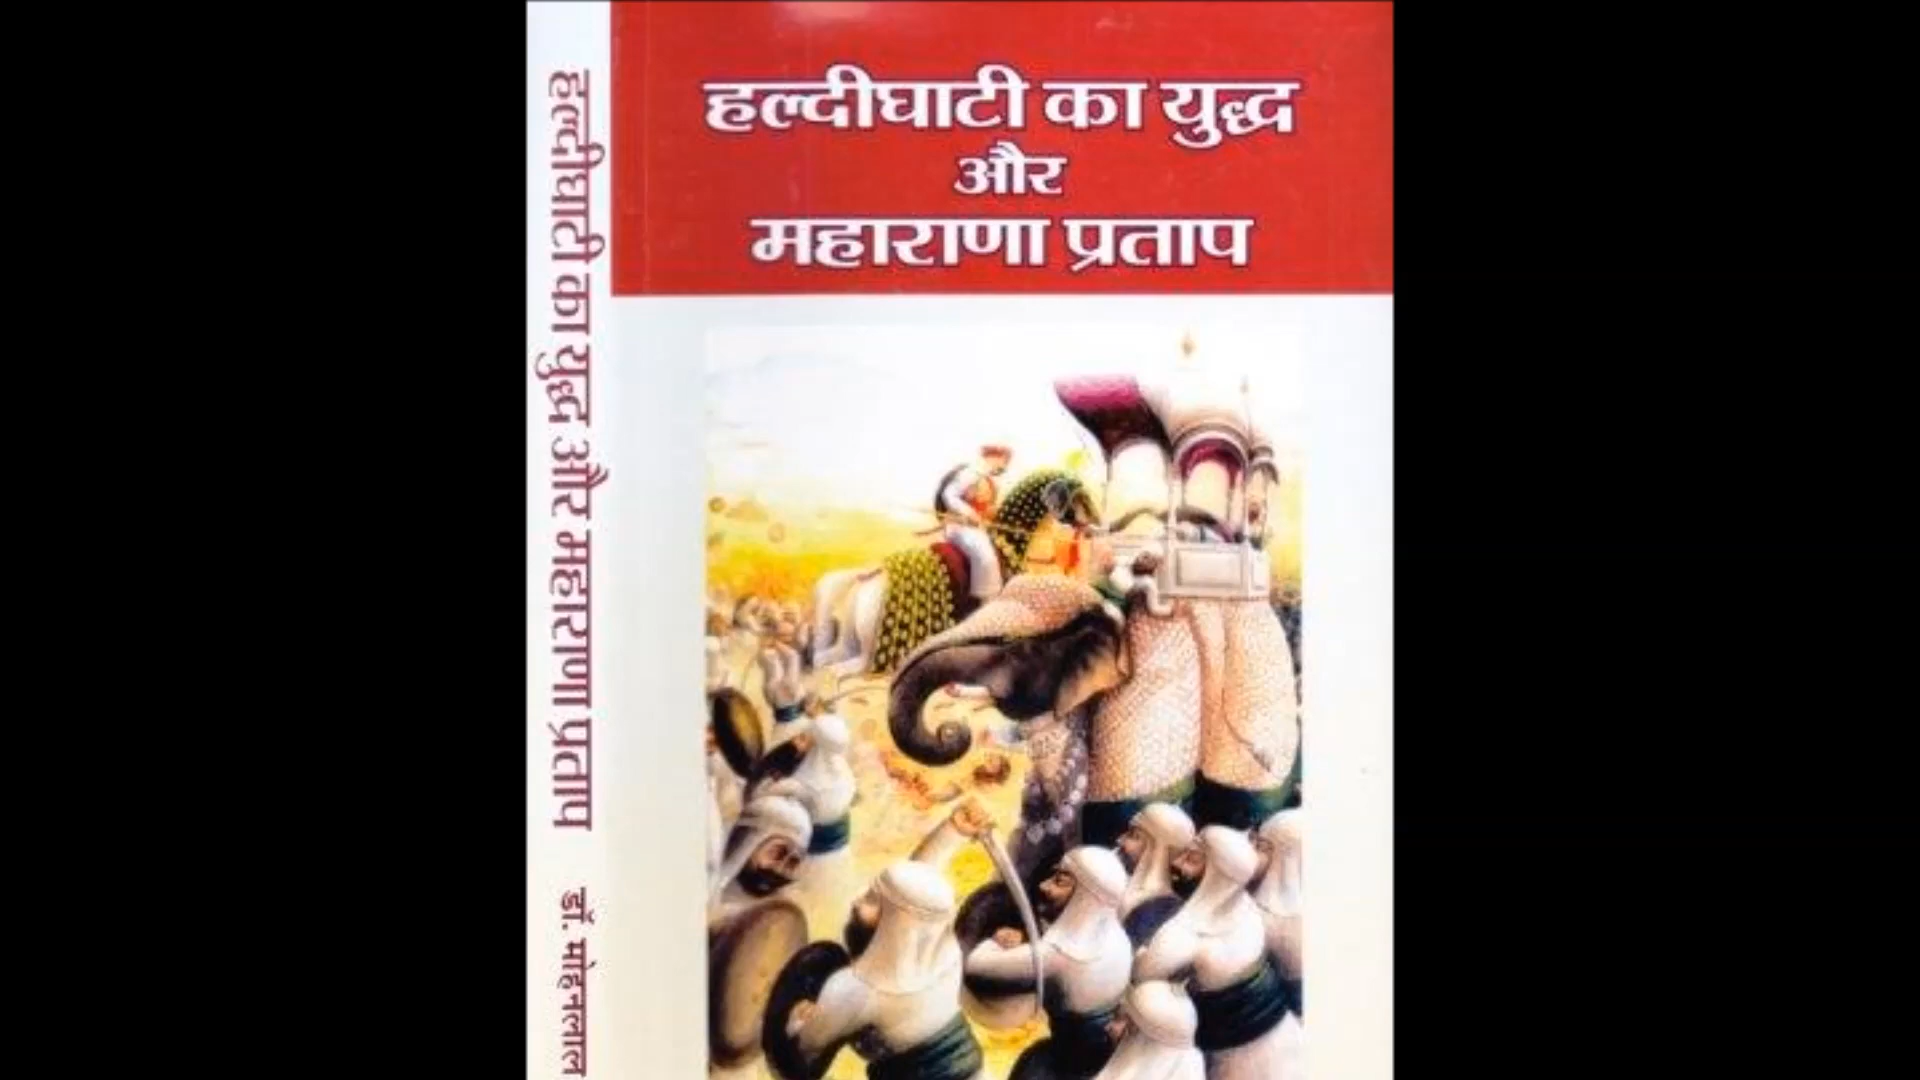 हल्दीघाटी का युद्ध
और
महाराणा प्रताप
हल्दीघाटी का युद्ध और महाराणा प्रताप डॉ. मोहनलाल